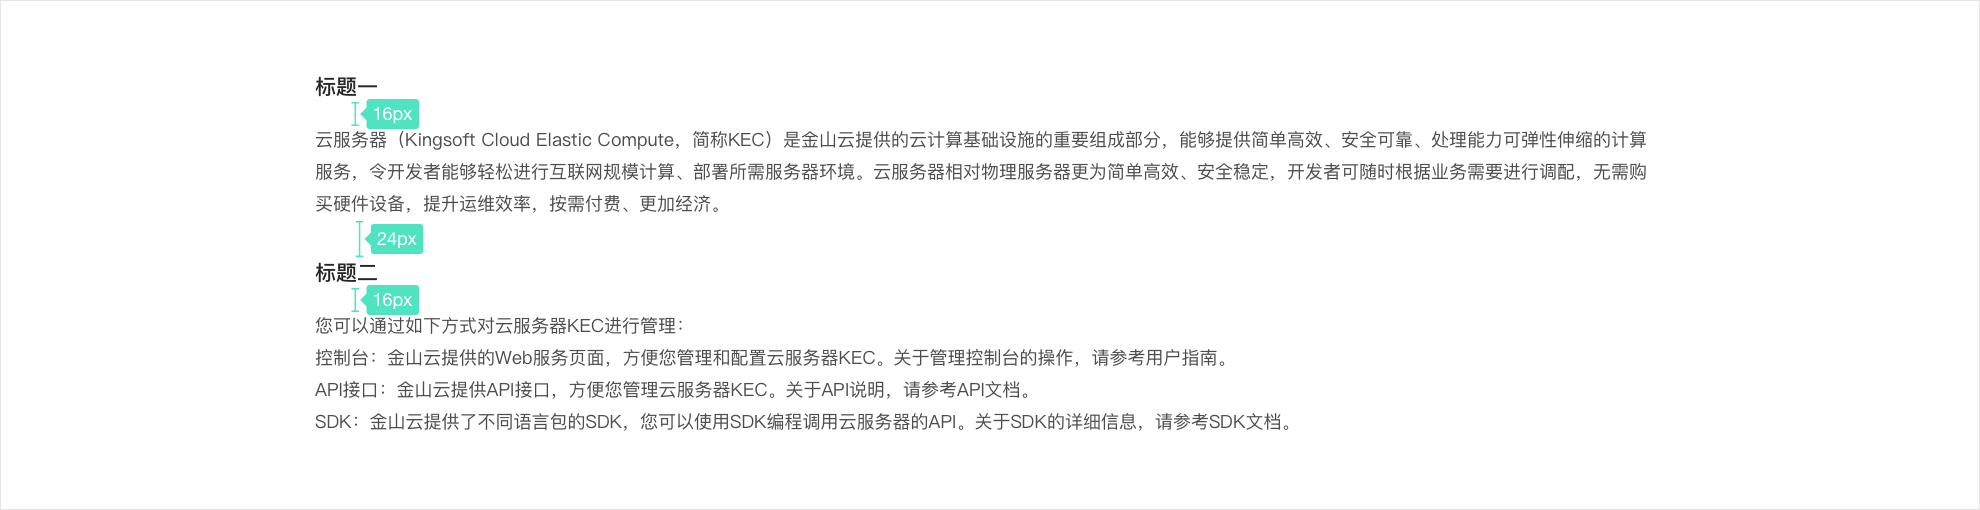 标题一
16px
云服务器（Kingsoft Cloud Elastic Compute，简称KEC）是金山云提供的云计算基础设施的重要组成部分，能够提供简单高效、安全可靠、处理能力可弹性伸缩的计算
服务，令开发者能够轻松进行互联网规模计算、部署所需服务器环境。云服务器相对物理服务器更为简单高效、安全稳定，开发者可随时根据业务需要进行调配，无需购
买硬件设备，提升运维效率，按需付费、更加经济。
24px
标题二
16px
您可以通过如下方式对云服务器KEC进行管理：
控制台：金山云提供的Web服务页面，方便您管理和配置云服务器KEC。关于管理控制台的操作，请参考用户指南。
API接口：金山云提供API接口，方便您管理云服务器KEC。关于API说明，请参考API文档。
SDK：金山云提供了不同语言包的SDK，您可以使用SDK编程调用云服务器的API。关于SDK的详细信息，请参考SDK文档。